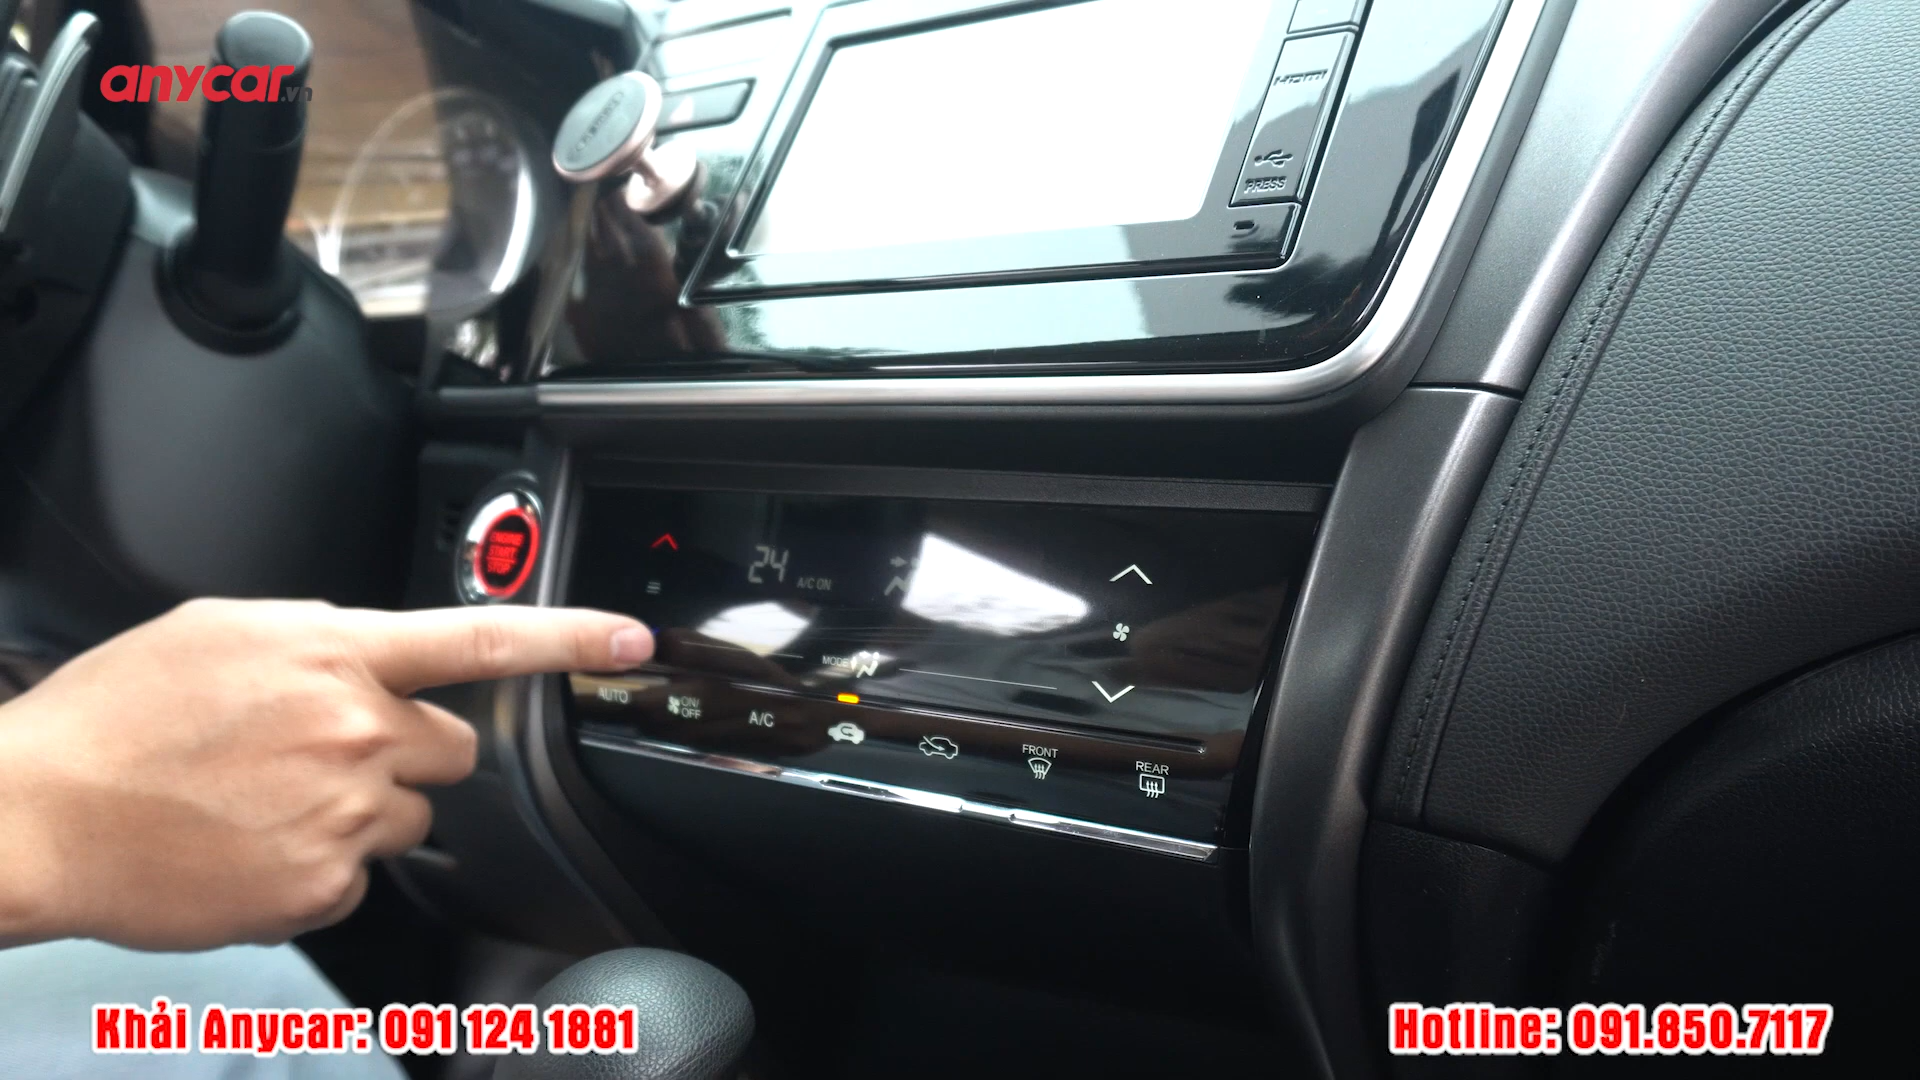 anycar.vn
HDMI
PRESS
ENGINE
START
STOP
24
A/C ON
MODE
AUTO
ON/
OFF
A/C
FRONT
REAR
Khải Anycar: 091 124 1881
Hotline: 091.850.7117